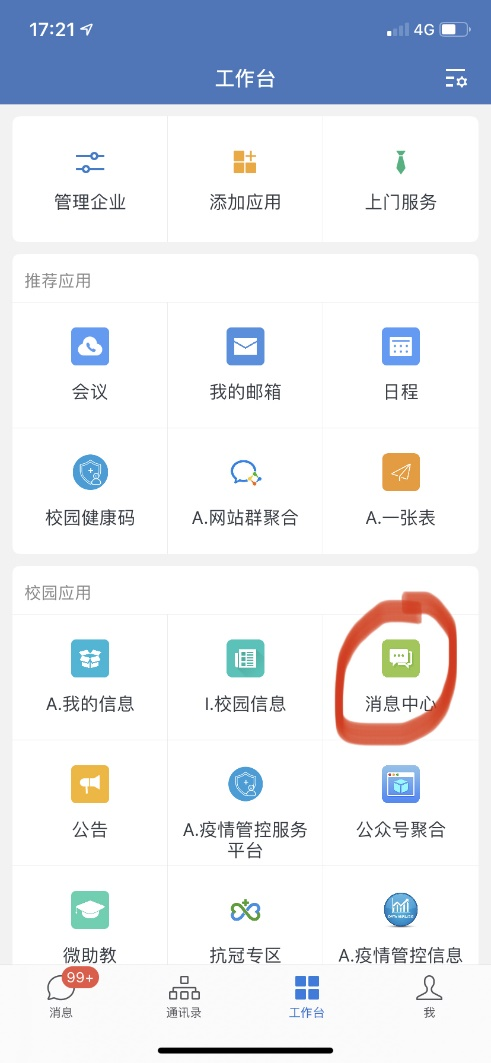 17:21
4G
工作台
管理企业
添加应用
上门服务
推荐应用
会议
我的邮箱
日程
校园健康码
A.网站群聚合
A.一张表
校园应用
A.我的信息
I.校园信息
消息中心
公告
A.疫情管控服务
平台
公众号聚合
微助教
抗冠专区
A.疫情管控信息
99+
消息
通讯录
工作台
我